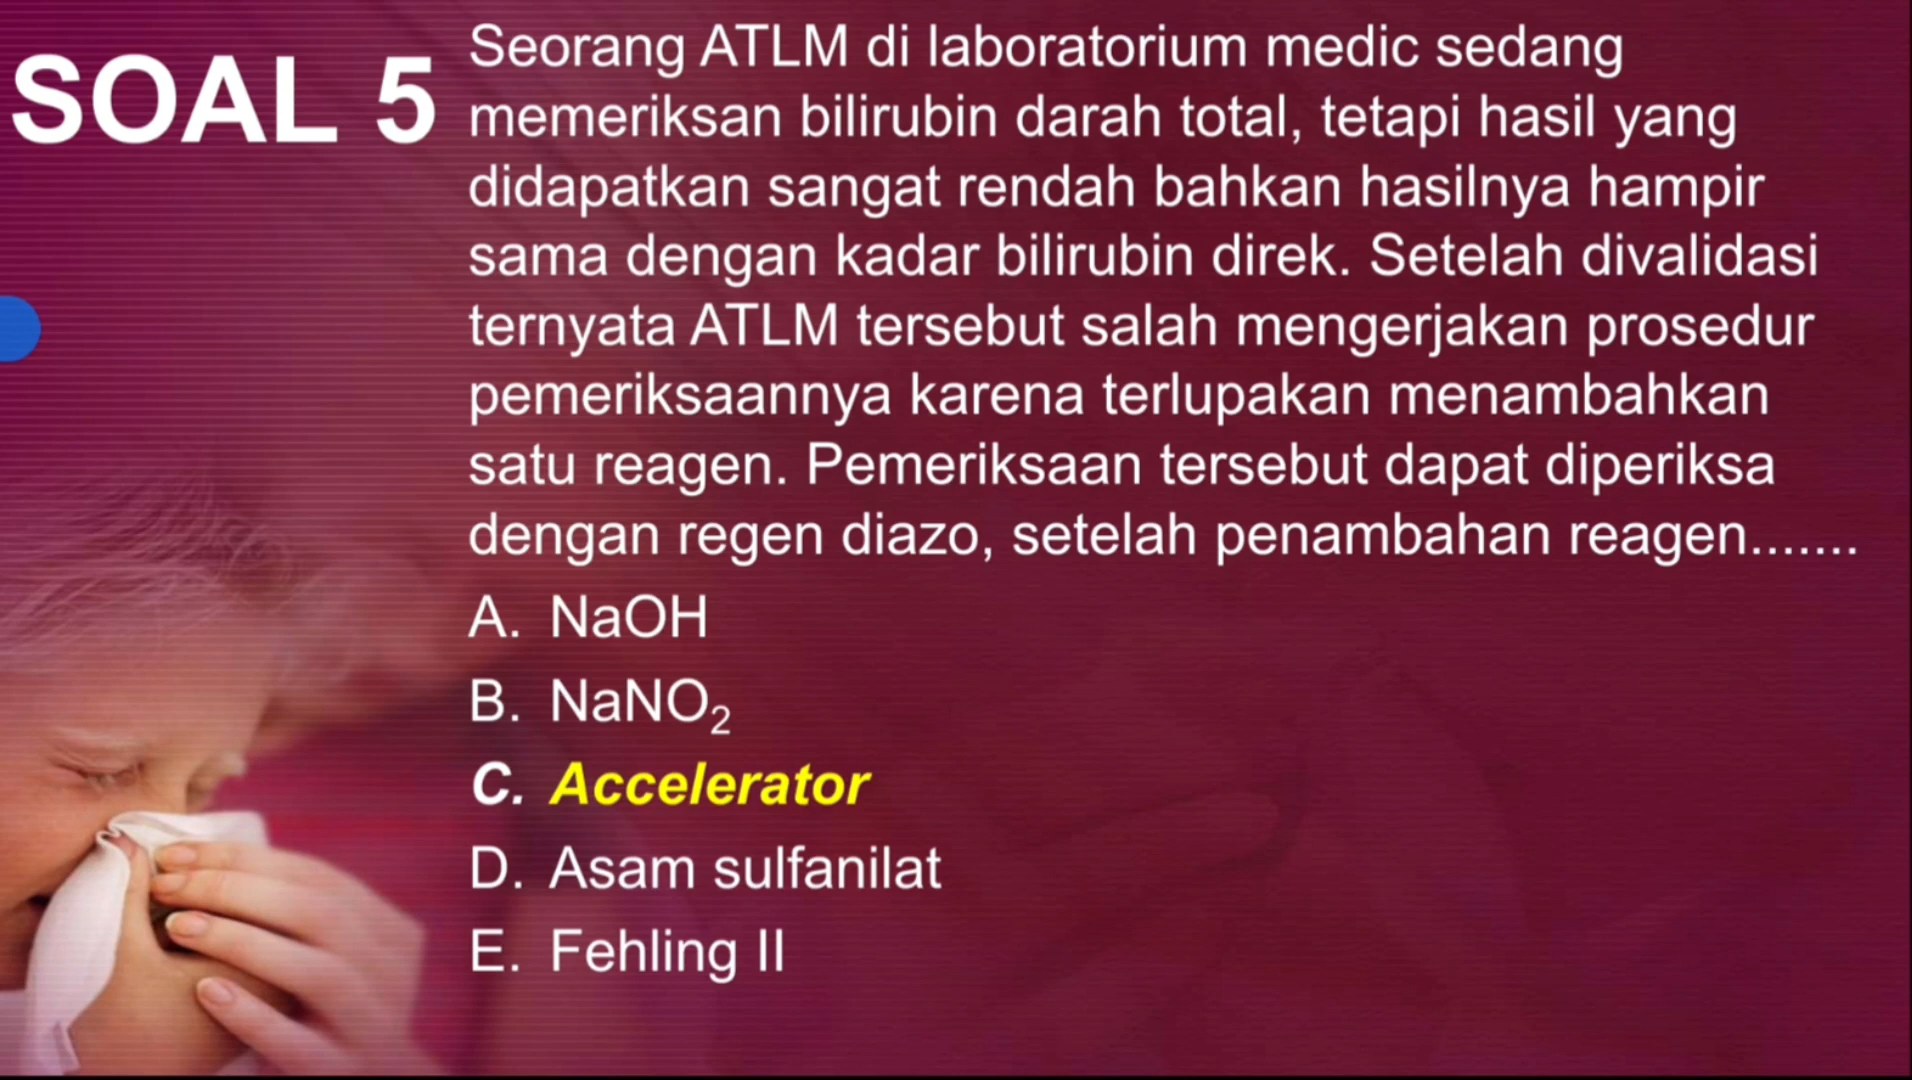 SOAL 5
Seorang ATLM di laboratorium medic sedang
memeriksan bilirubin darah total, tetapi hasil yang
didapatkan sangat rendah bahkan hasilnya hampir
sama dengan kadar bilirubin direk. Setelah divalidasi
ternyata ATLM tersebut salah mengerjakan prosedur
pemeriksaannya karena terlupakan menambahkan
satu reagen. Pemeriksaan tersebut dapat diperiksa
dengan regen diazo, setelah penambahan reagen.......
A. NaOH
B. NaNO₂
C. Accelerator
D. Asam sulfanilat
E. Fehling II